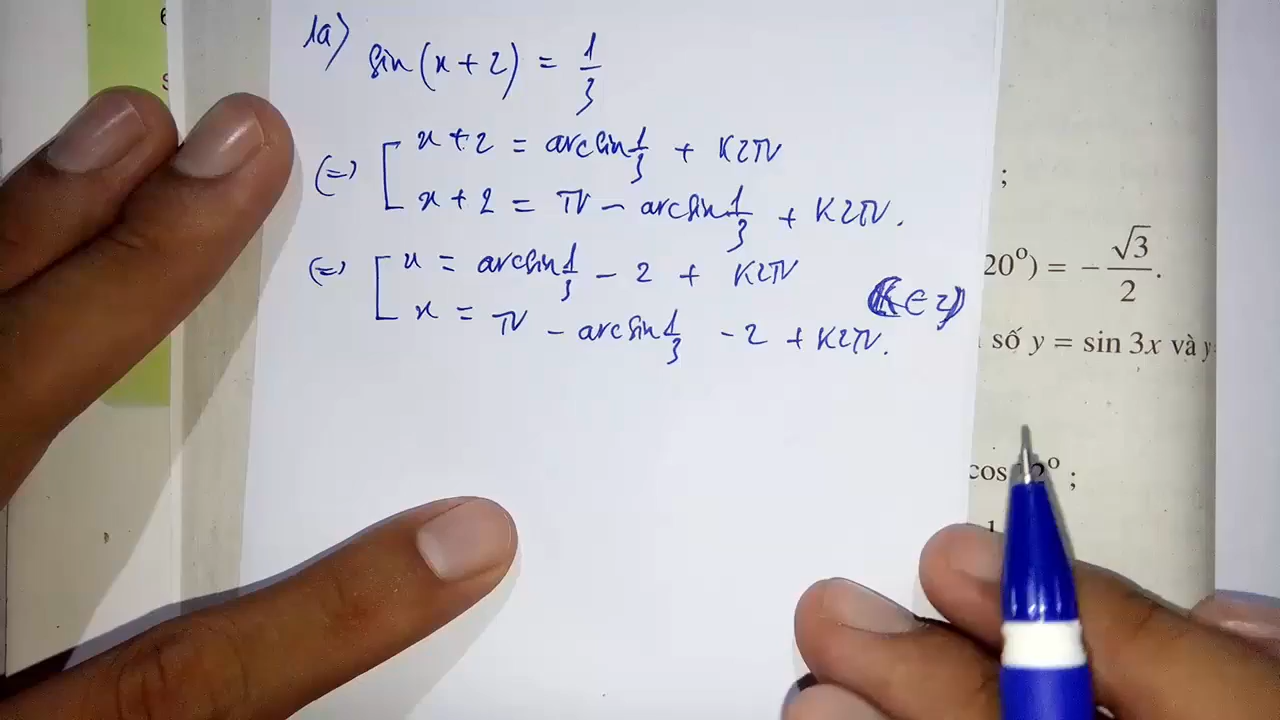 1a) sin(x+2) = 1/3
(=) [ x+2 = arcsin 1/3 + K2π
x+2 = π - arcsin 1/3 + K2π.
(=) [ x = arcsin 1/3 - 2 + K2π
x = π - arcsin 1/3 - 2 + K2π. (K∈Z)
;
20°) = -√3/2.
số y = sin 3x và y
cos
;